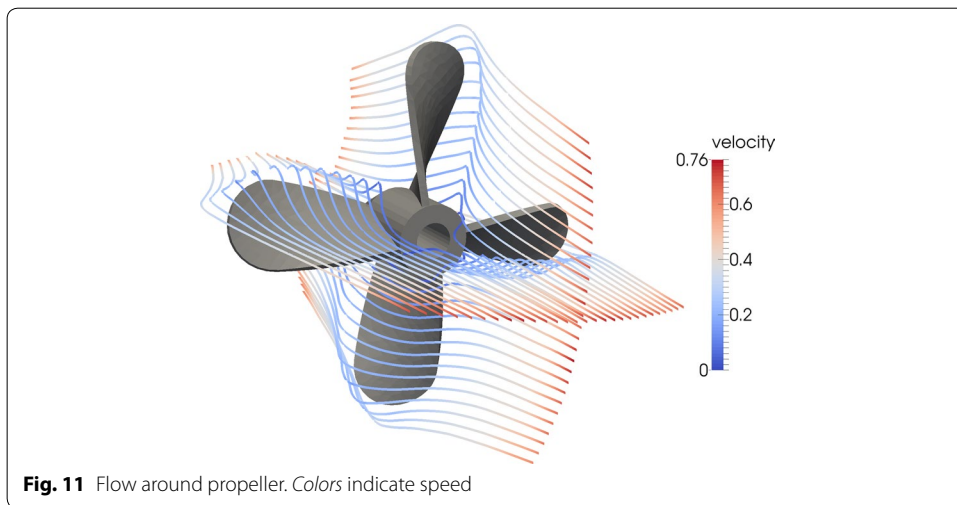 velocity
0.76
0.6
0.4
0.2
0
Fig. 11 Flow around propeller. Colors indicate speed